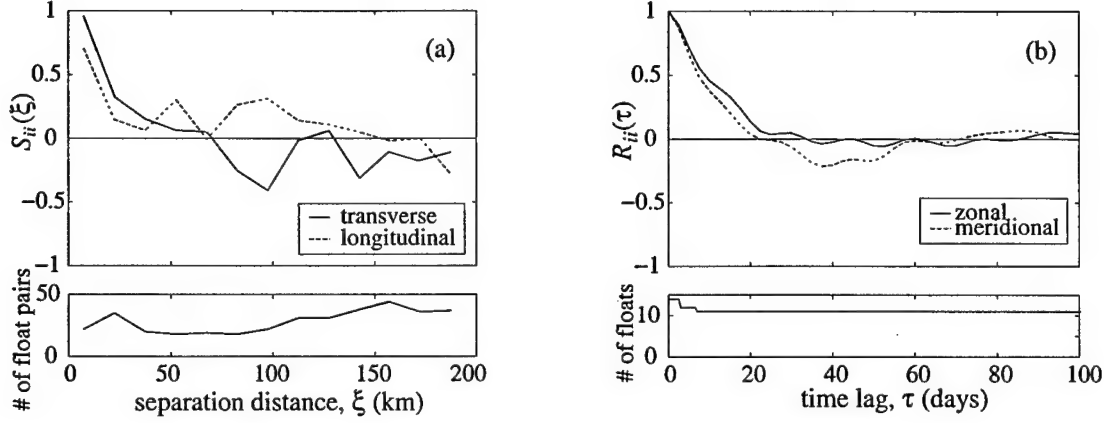 1
0.5
0
−0.5
−1
S_ii(ξ)
(a)
transverse
longitudinal
50
25
0
# of float pairs
0 50 100 150 200
separation distance, ξ (km)
1
0.5
0
−0.5
−1
R_ii(τ)
(b)
zonal
meridional
10
0
# of floats
0 20 40 60 80 100
time lag, τ (days)